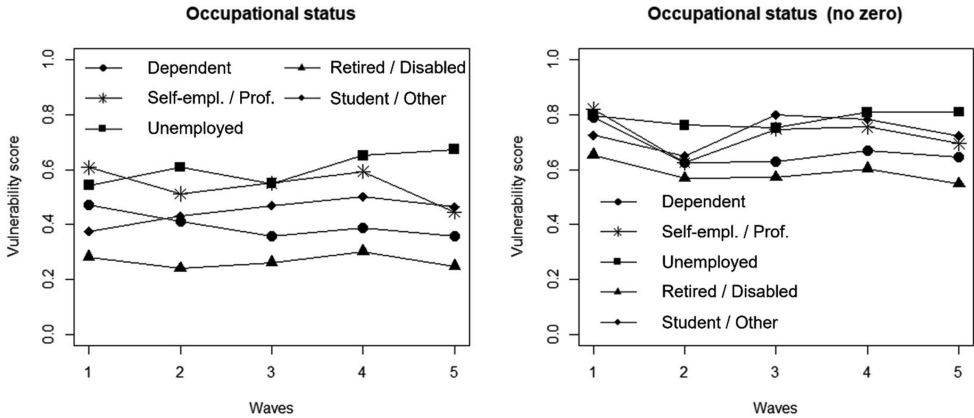 Occupational status
Vulnerability score
1.0
0.8
0.6
0.4
0.2
0.0
Dependent
Self-empl. / Prof.
Unemployed
Retired / Disabled
Student / Other
1 2 3 4 5
Waves
Occupational status (no zero)
Vulnerability score
1.0
0.8
0.6
0.4
0.2
0.0
Dependent
Self-empl. / Prof.
Unemployed
Retired / Disabled
Student / Other
1 2 3 4 5
Waves